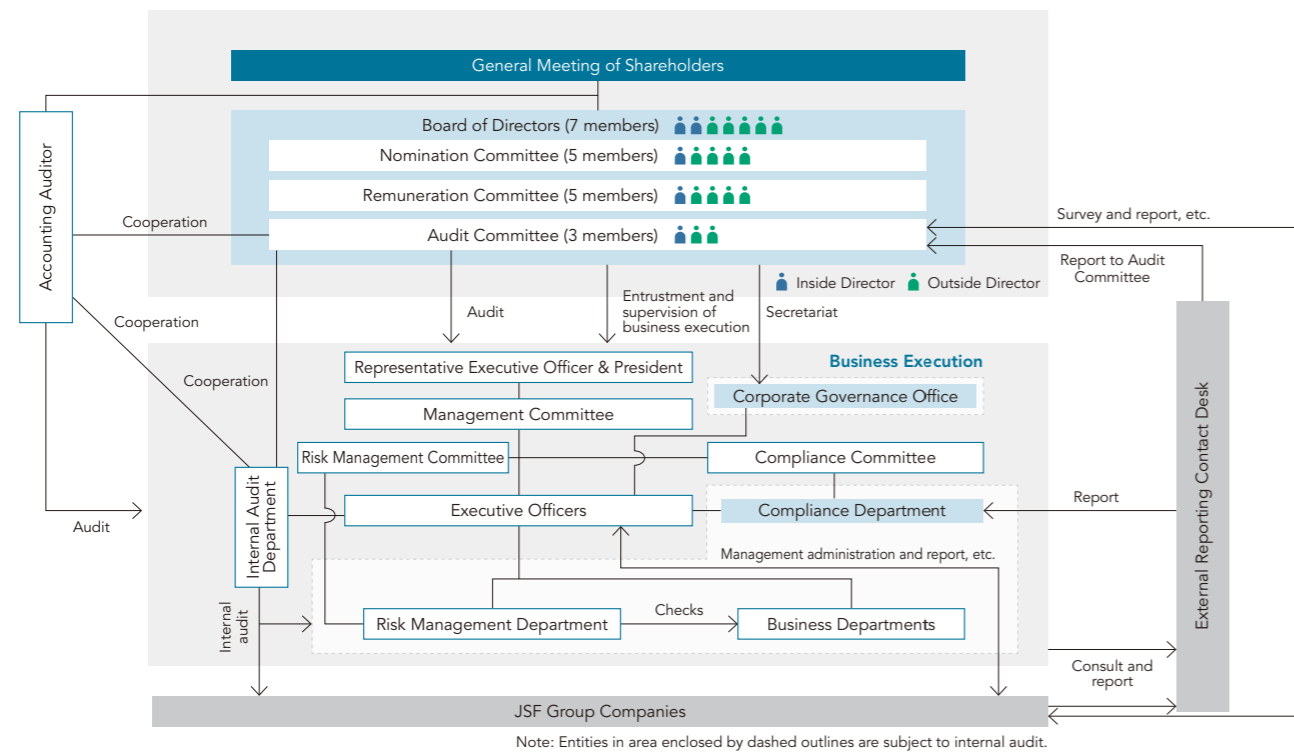 General Meeting of Shareholders
Board of Directors (7 members)
Nomination Committee (5 members)
Remuneration Committee (5 members)
Audit Committee (3 members)
Inside Director
Outside Director
Accounting Auditor
Cooperation
Cooperation
Cooperation
Audit
Audit
Entrustment and
supervision of
business execution
Secretariat
Survey and report, etc.
Report to Audit
Committee
Business Execution
Representative Executive Officer & President
Corporate Governance Office
Management Committee
Risk Management Committee
Compliance Committee
Internal Audit
Department
Executive Officers
Compliance Department
Report
External Reporting Contact Desk
Management administration and report, etc.
Internal
audit
Risk Management Department
Checks
Business Departments
Consult and
report
JSF Group Companies
Note: Entities in area enclosed by dashed outlines are subject to internal audit.